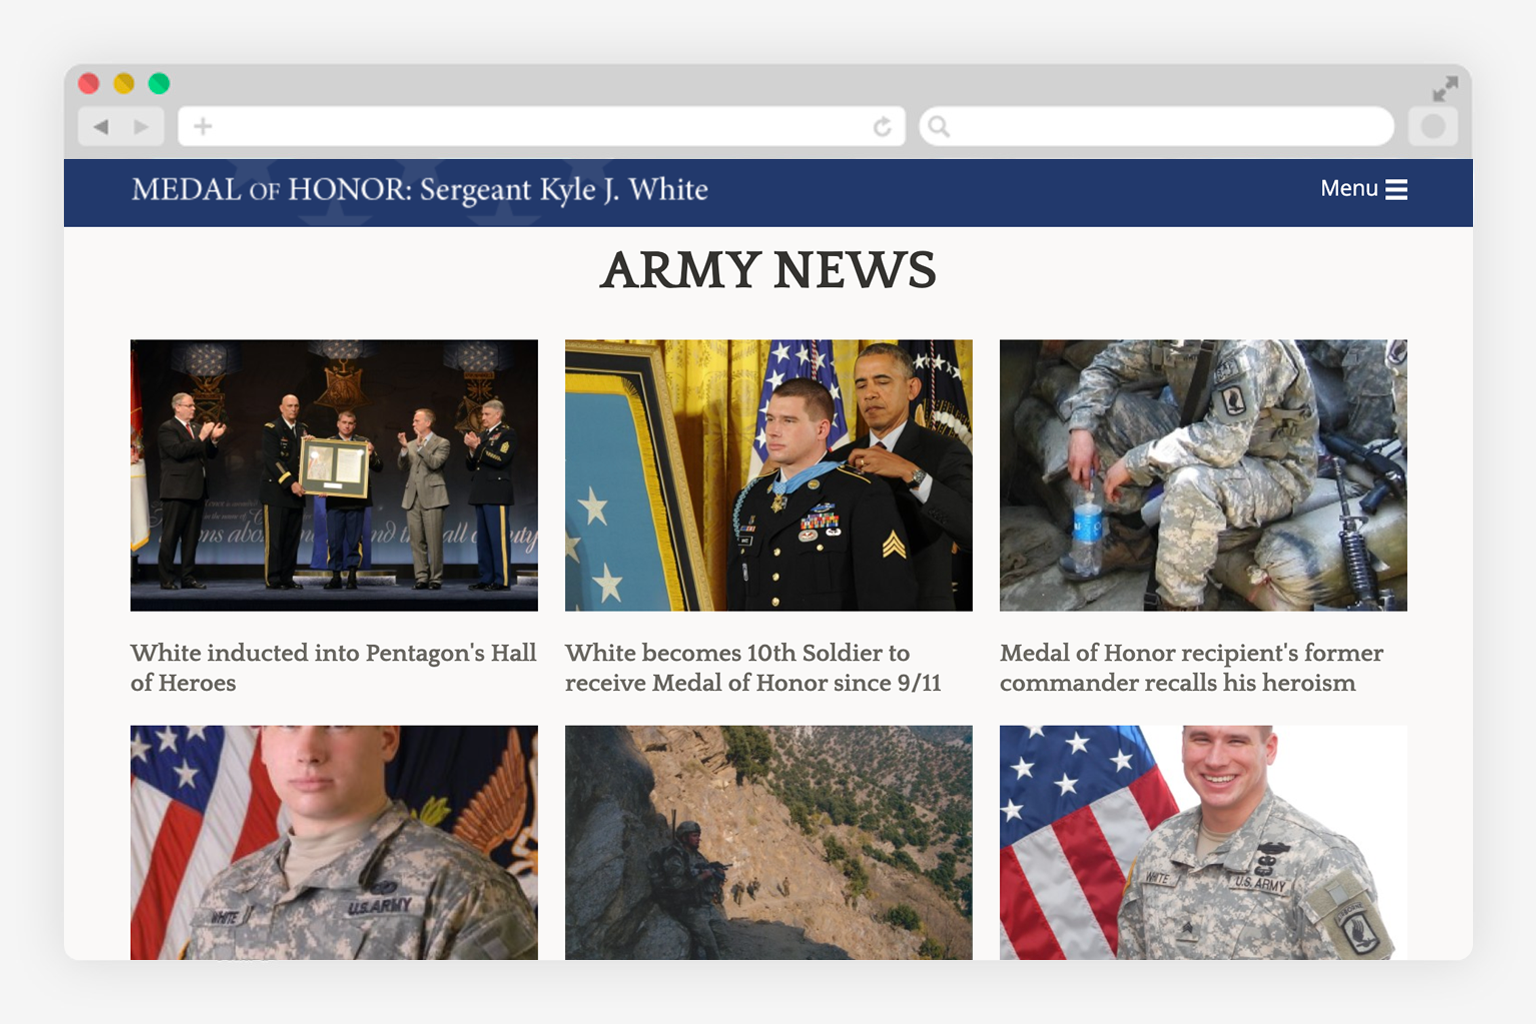 MEDAL OF HONOR: Sergeant Kyle J. White
Menu
ARMY NEWS
White inducted into Pentagon's Hall
of Heroes
White becomes 10th Soldier to
receive Medal of Honor since 9/11
Medal of Honor recipient's former
commander recalls his heroism
WHITE
U.S. ARMY
WHITE
U.S. ARMY